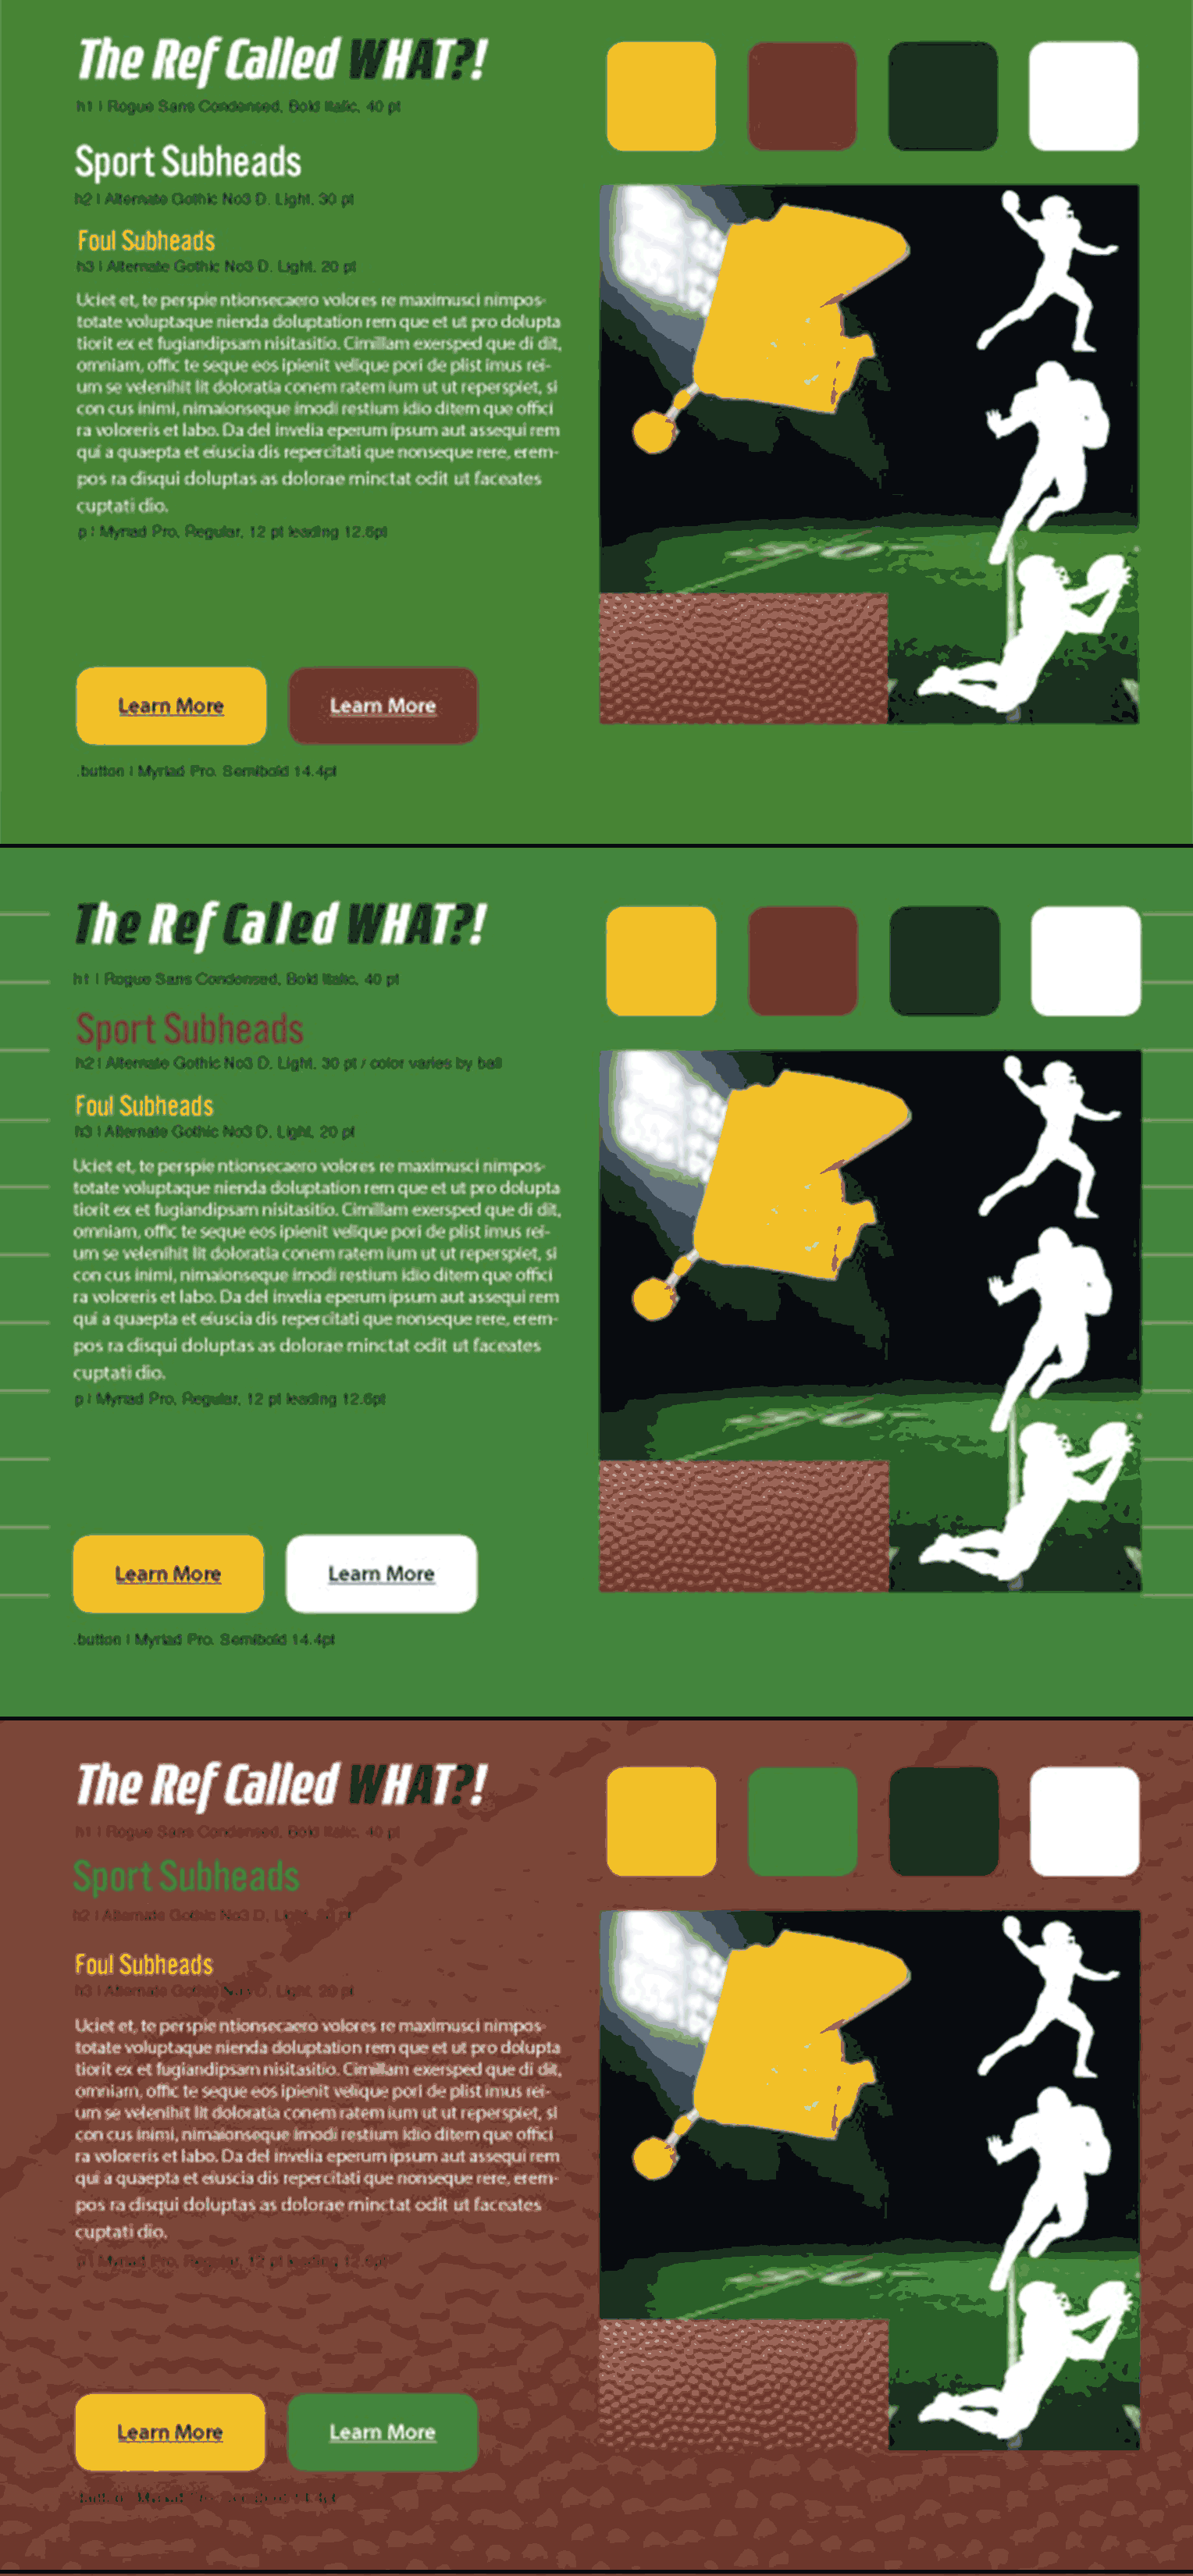 The Ref Called WHAT?!
h1 | Rogue Sans Condensed, Bold Italic, 40 pt
Sport Subheads
h2 | Alternate Gothic No3 D, Light, 30 pt
Foul Subheads
h3 | Alternate Gothic No3 D, Light, 20 pt
Uciet et, te perspie ntionsecaero volores re maximusci nimpos-
totate voluptaque nienda doluptation rem que et ut pro dolupta
tiorit ex et fugiandipsam nisitasitio. Cimillam exersped que di dit,
omniam, offic te seque eos ipienit velique pori de plist imus rei-
um se velenihit lit doloratia conem ratem ium ut ut reperspiet, si
con cus inimi, nimaionseque imodi restium idio ditem que offici
ra voloreris et labo. Da del invelia eperum ipsum aut assequi rem
qui a quaepta et eiuscia dis repercitati que nonseque rere, erem-
pos ra disqui doluptas as dolorae minctat odit ut faceates
cuptati dio.
p | Myriad Pro, Regular, 12 pt leading 12.6pt
Learn More Learn More
.button | Myriad Pro, Semibold 14.4pt
The Ref Called WHAT?!
h1 | Rogue Sans Condensed, Bold Italic, 40 pt
Sport Subheads
h2 | Alternate Gothic No3 D, Light, 30 pt / color varies by ball
Foul Subheads
h3 | Alternate Gothic No3 D, Light, 20 pt
Uciet et, te perspie ntionsecaero volores re maximusci nimpos-
totate voluptaque nienda doluptation rem que et ut pro dolupta
tiorit ex et fugiandipsam nisitasitio. Cimillam exersped que di dit,
omniam, offic te seque eos ipienit velique pori de plist imus rei-
um se velenihit lit doloratia conem ratem ium ut ut reperspiet, si
con cus inimi, nimaionseque imodi restium idio ditem que offici
ra voloreris et labo. Da del invelia eperum ipsum aut assequi rem
qui a quaepta et eiuscia dis repercitati que nonseque rere, erem-
pos ra disqui doluptas as dolorae minctat odit ut faceates
cuptati dio.
p | Myriad Pro, Regular, 12 pt leading 12.6pt
Learn More Learn More
.button | Myriad Pro, Semibold 14.4pt
The Ref Called WHAT?!
h1 | Rogue Sans Condensed, Bold Italic, 40 pt
Sport Subheads
h2 | Alternate Gothic No3 D, Light, 30 pt
Foul Subheads
h3 | Alternate Gothic No3 D, Light, 20 pt
Uciet et, te perspie ntionsecaero volores re maximusci nimpos-
totate voluptaque nienda doluptation rem que et ut pro dolupta
tiorit ex et fugiandipsam nisitasitio. Cimillam exersped que di dit,
omniam, offic te seque eos ipienit velique pori de plist imus rei-
um se velenihit lit doloratia conem ratem ium ut ut reperspiet, si
con cus inimi, nimaionseque imodi restium idio ditem que offici
ra voloreris et labo. Da del invelia eperum ipsum aut assequi rem
qui a quaepta et eiuscia dis repercitati que nonseque rere, erem-
pos ra disqui doluptas as dolorae minctat odit ut faceates
cuptati dio.
p | Myriad Pro, Regular, 12 pt leading 12.6pt
Learn More Learn More
.button Myriad 14.4pt